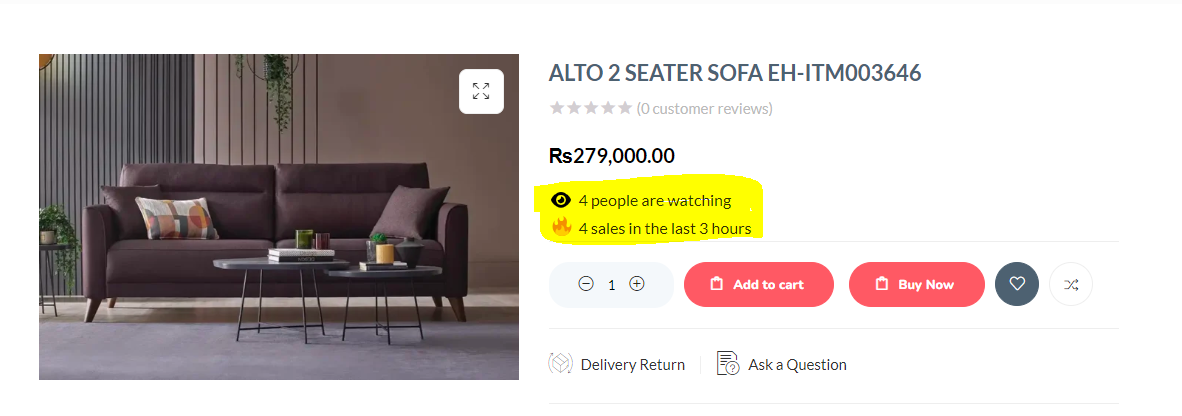 ALTO 2 SEATER SOFA EH-ITM003646
(0 customer reviews)
₨279,000.00
4 people are watching
4 sales in the last 3 hours
1
Add to cart
Buy Now
Delivery Return
Ask a Question